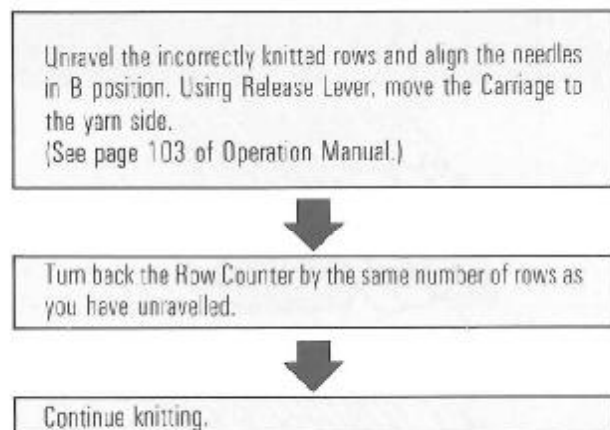 Unravel the incorrectly knitted rows and align the needles
in B position. Using Release Lever, move the Carriage to
the yarn side.
(See page 103 of Operation Manual.)
Turn back the Row Counter by the same number of rows as
you have unravelled.
Continue knitting.